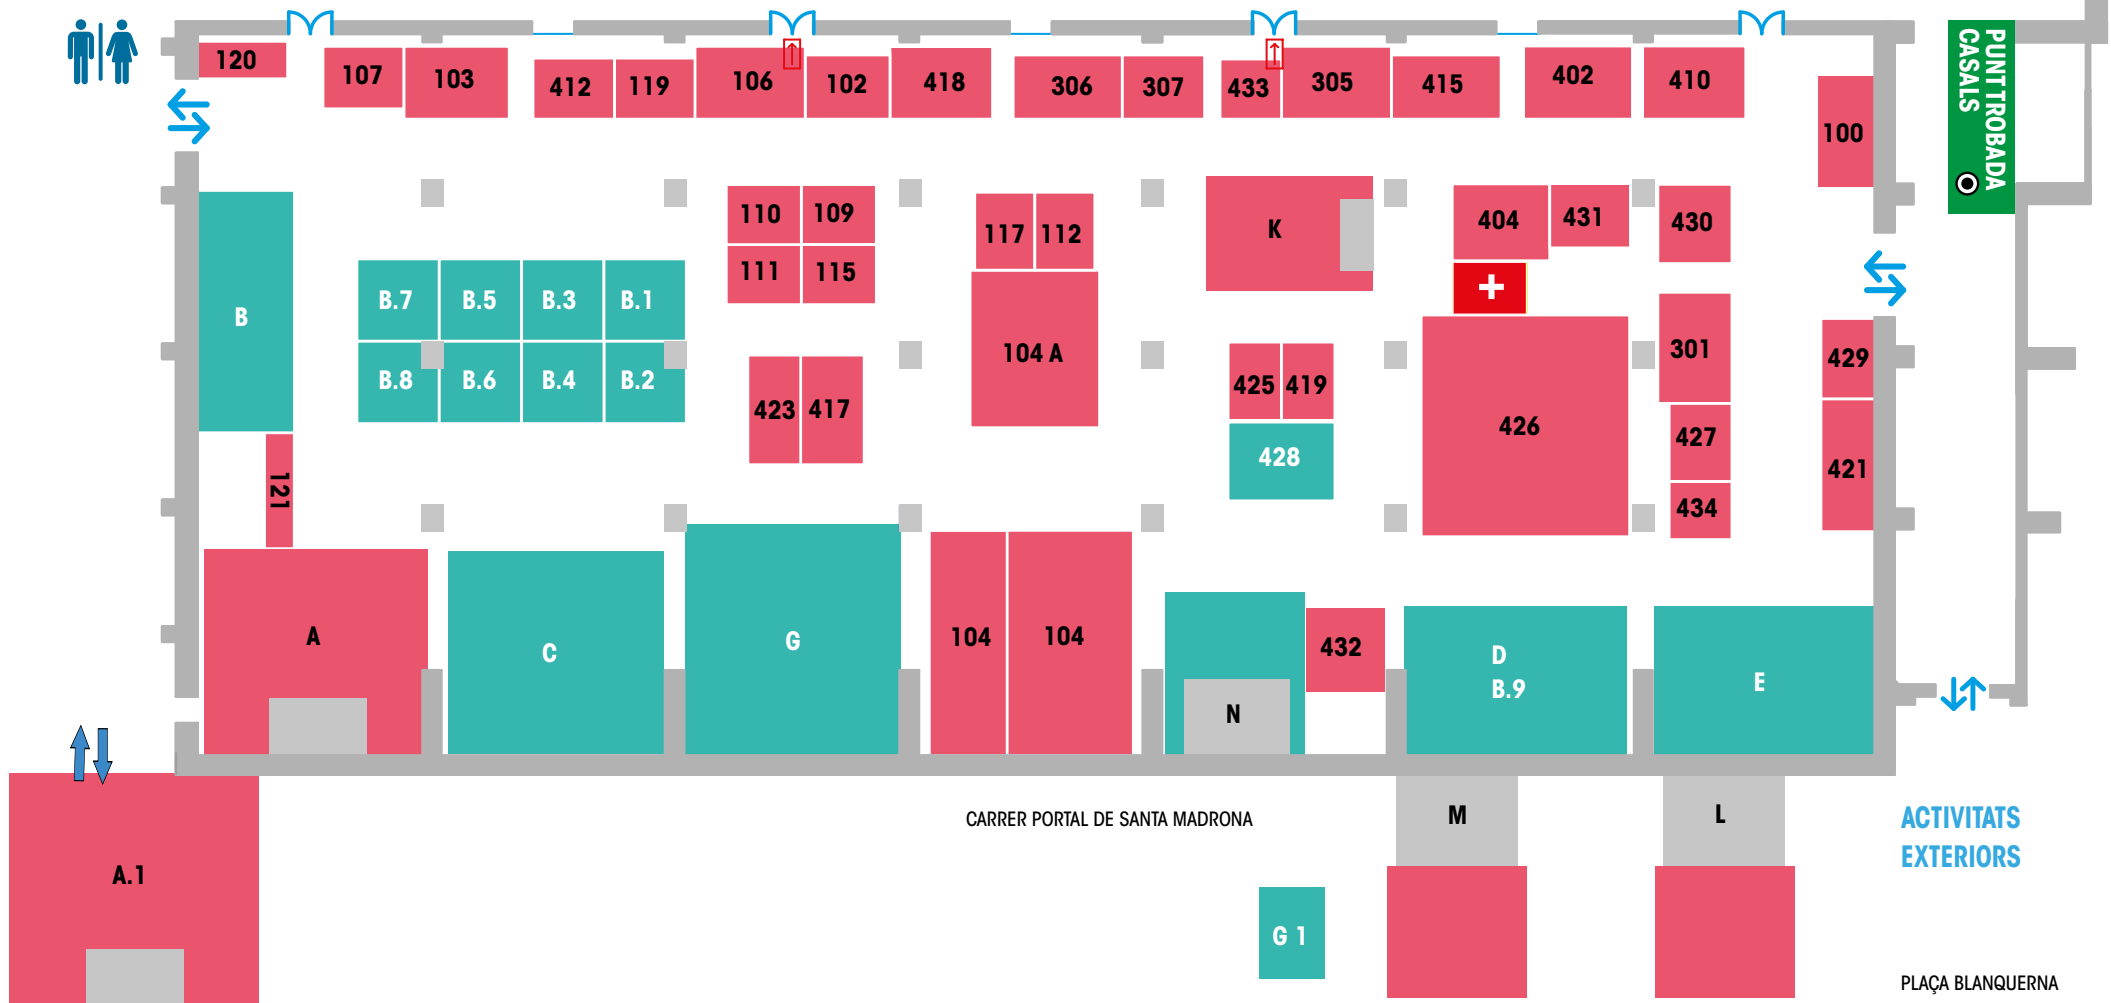 120
107
103
412
119
106
102
418
306
307
433
305
415
402
410
100
PUNT TROBADA
CASALS
B
B.7
B.5
B.3
B.1
B.8
B.6
B.4
B.2
110
109
111
115
117
112
104 A
K
404
431
430
+
301
429
423
417
425
419
428
426
427
421
434
121
A
C
G
104
104
N
432
D
B.9
E
CARRER PORTAL DE SANTA MADRONA
M
L
ACTIVITATS
EXTERIORS
A.1
G 1
PLAÇA BLANQUERNA